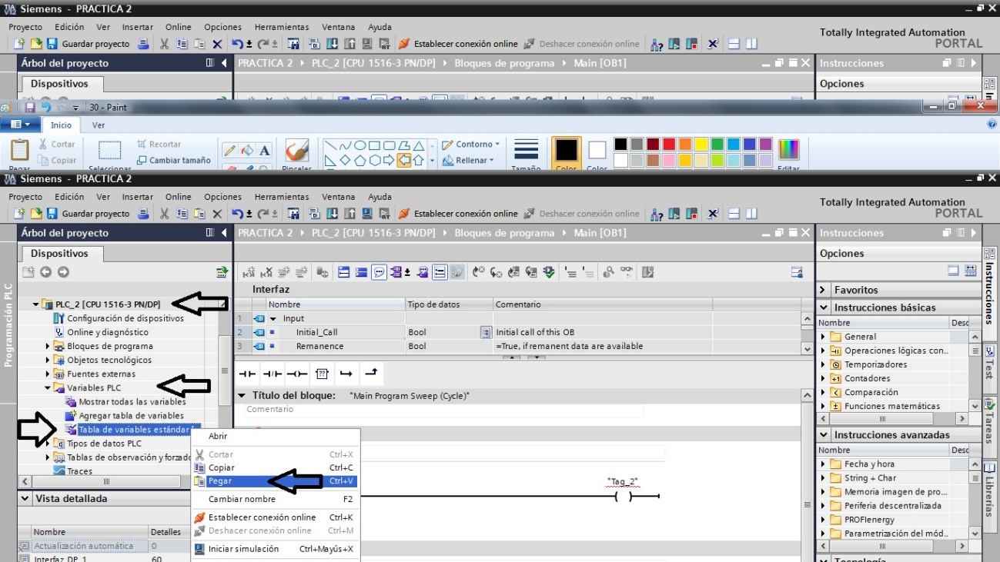 Siemens - PRACTICA 2
Proyecto Edición Ver Insertar Online Opciones Herramientas Ventana Ayuda
Totally Integrated Automation
PORTAL
Guardar proyecto Establecer conexión online Deshacer conexión online
Árbol del proyecto PRACTICA 2 PLC_2 [CPU 1516-3 PN/DP] Bloques de programa Main [OB1] Instrucciones
Dispositivos Opciones
30 - Paint
Inicio Ver
Cortar Recortar Contorno
Copiar Cambiar tamaño Rellenar
Pegar Seleccionar Pinceles Tamaño Color Color Editar
Siemens - PRACTICA 2
Proyecto Edición Ver Insertar Online Opciones Herramientas Ventana Ayuda
Totally Integrated Automation
PORTAL
Guardar proyecto Establecer conexión online Deshacer conexión online
Árbol del proyecto PRACTICA 2 PLC_2 [CPU 1516-3 PN/DP] Bloques de programa Main [OB1] Instrucciones
Dispositivos Opciones
Programación PLC
PLC_2 [CPU 1516-3 PN/DP]
Configuración de dispositivos
Online y diagnóstico
Bloques de programa
Objetos tecnológicos
Fuentes externas
Variables PLC
Mostrar todas las variables
Agregar tabla de variables
Tabla de variables estándar
Tipos de datos PLC
Tablas de observación y forzado
Traces
Vista detallada
Nombre Detalles
Actualización automática 0
Interfaz_DP_1 60
Interfaz
Nombre Tipo de datos Comentario
1 Input
2 Initial_Call Bool Initial call of this OB
3 Remanence Bool =True, if remanent data are available
??
Título del bloque: "Main Program Sweep (Cycle)"
Comentario
"Tag_2"
Abrir
Cortar Ctrl+X
Copiar Ctrl+C
Pegar Ctrl+V
Cambiar nombre F2
Establecer conexión online Ctrl+K
Deshacer conexión online Ctrl+M
Iniciar simulación Ctrl+Mayús+X
Favoritos
Instrucciones básicas
Nombre Desc
General
Operaciones lógicas con...
Temporizadores
Contadores
Comparación
Funciones matemáticas
Instrucciones avanzadas
Nombre Desc
Fecha y hora
String + Char
Memoria imagen de pro...
Periferia descentralizada
PROFIenergy
Parametrización del mód...
Tecnología
Instrucciones
Test
Tareas
Librerías